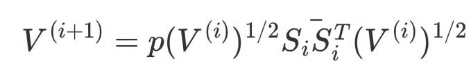 V^{(i+1)} = p(V^{(i)})^{1/2} S_i \bar{S}_i^T (V^{(i)})^{1/2}